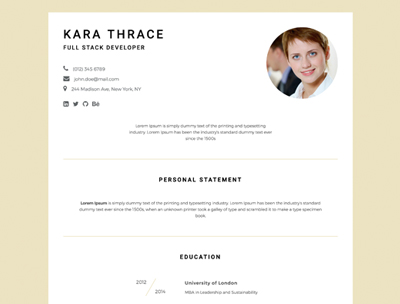 KARA THRACE
FULL STACK DEVELOPER
(012) 345 6789
john.doe@mail.com
244 Madison Ave, New York, NY
Lorem Ipsum is simply dummy text of the printing and typesetting
industry. Lorem Ipsum has been the industry's standard dummy text ever
since the 1500s
PERSONAL STATEMENT
Lorem Ipsum is simply dummy text of the printing and typesetting industry. Lorem Ipsum has been the industry's standard dummy text ever
since the 1500s, when an unknown printer took a galley of type and scrambled it to make a type specimen
book.
EDUCATION
2012
2014
University of London
MBA in Leadership and Sustainability